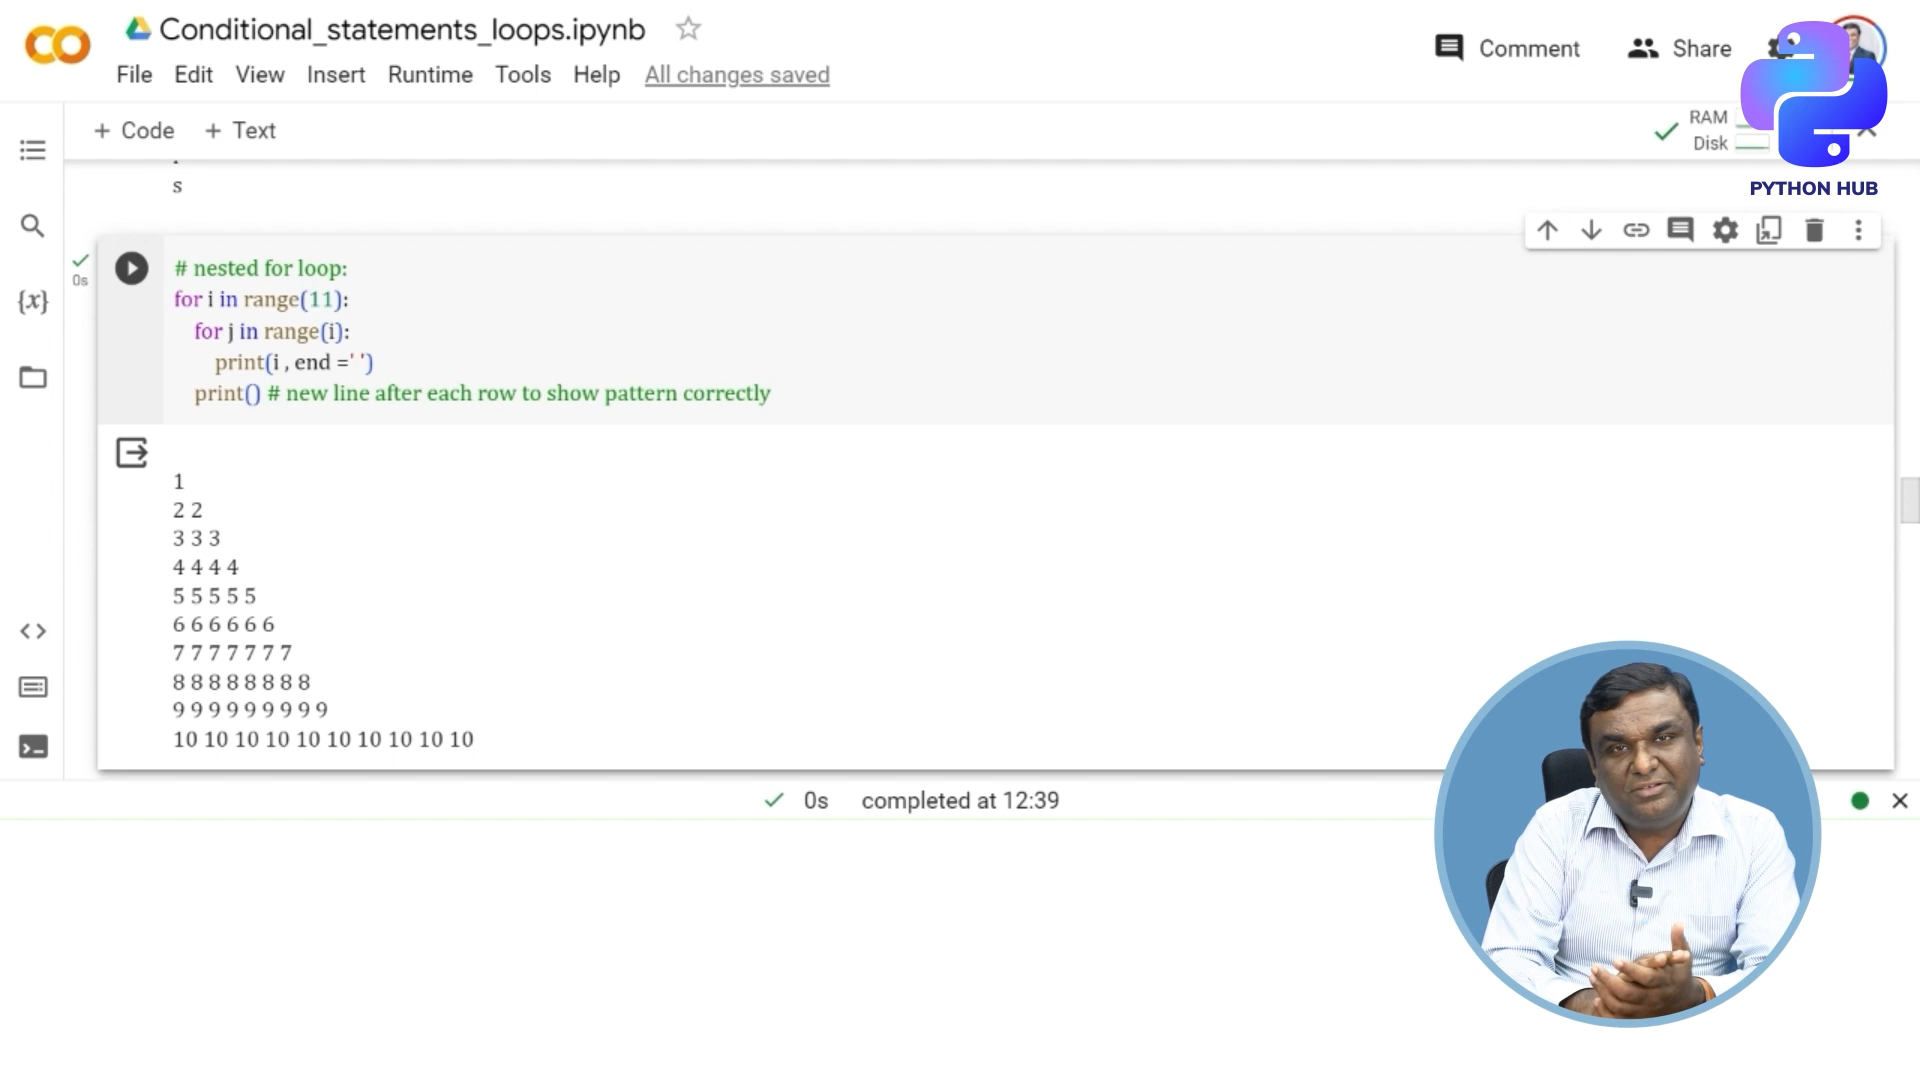 Conditional_statements_loops.ipynb
File Edit View Insert Runtime Tools Help All changes saved
Comment Share
+ Code + Text
RAM
Disk
PYTHON HUB
s
0s
{x}
# nested for loop:
for i in range(11):
    for j in range(i):
        print(i , end =' ')
    print() # new line after each row to show pattern correctly
1
2 2
3 3 3
4 4 4 4
5 5 5 5 5
6 6 6 6 6 6
7 7 7 7 7 7 7
8 8 8 8 8 8 8 8
9 9 9 9 9 9 9 9 9
10 10 10 10 10 10 10 10 10 10
0s completed at 12:39